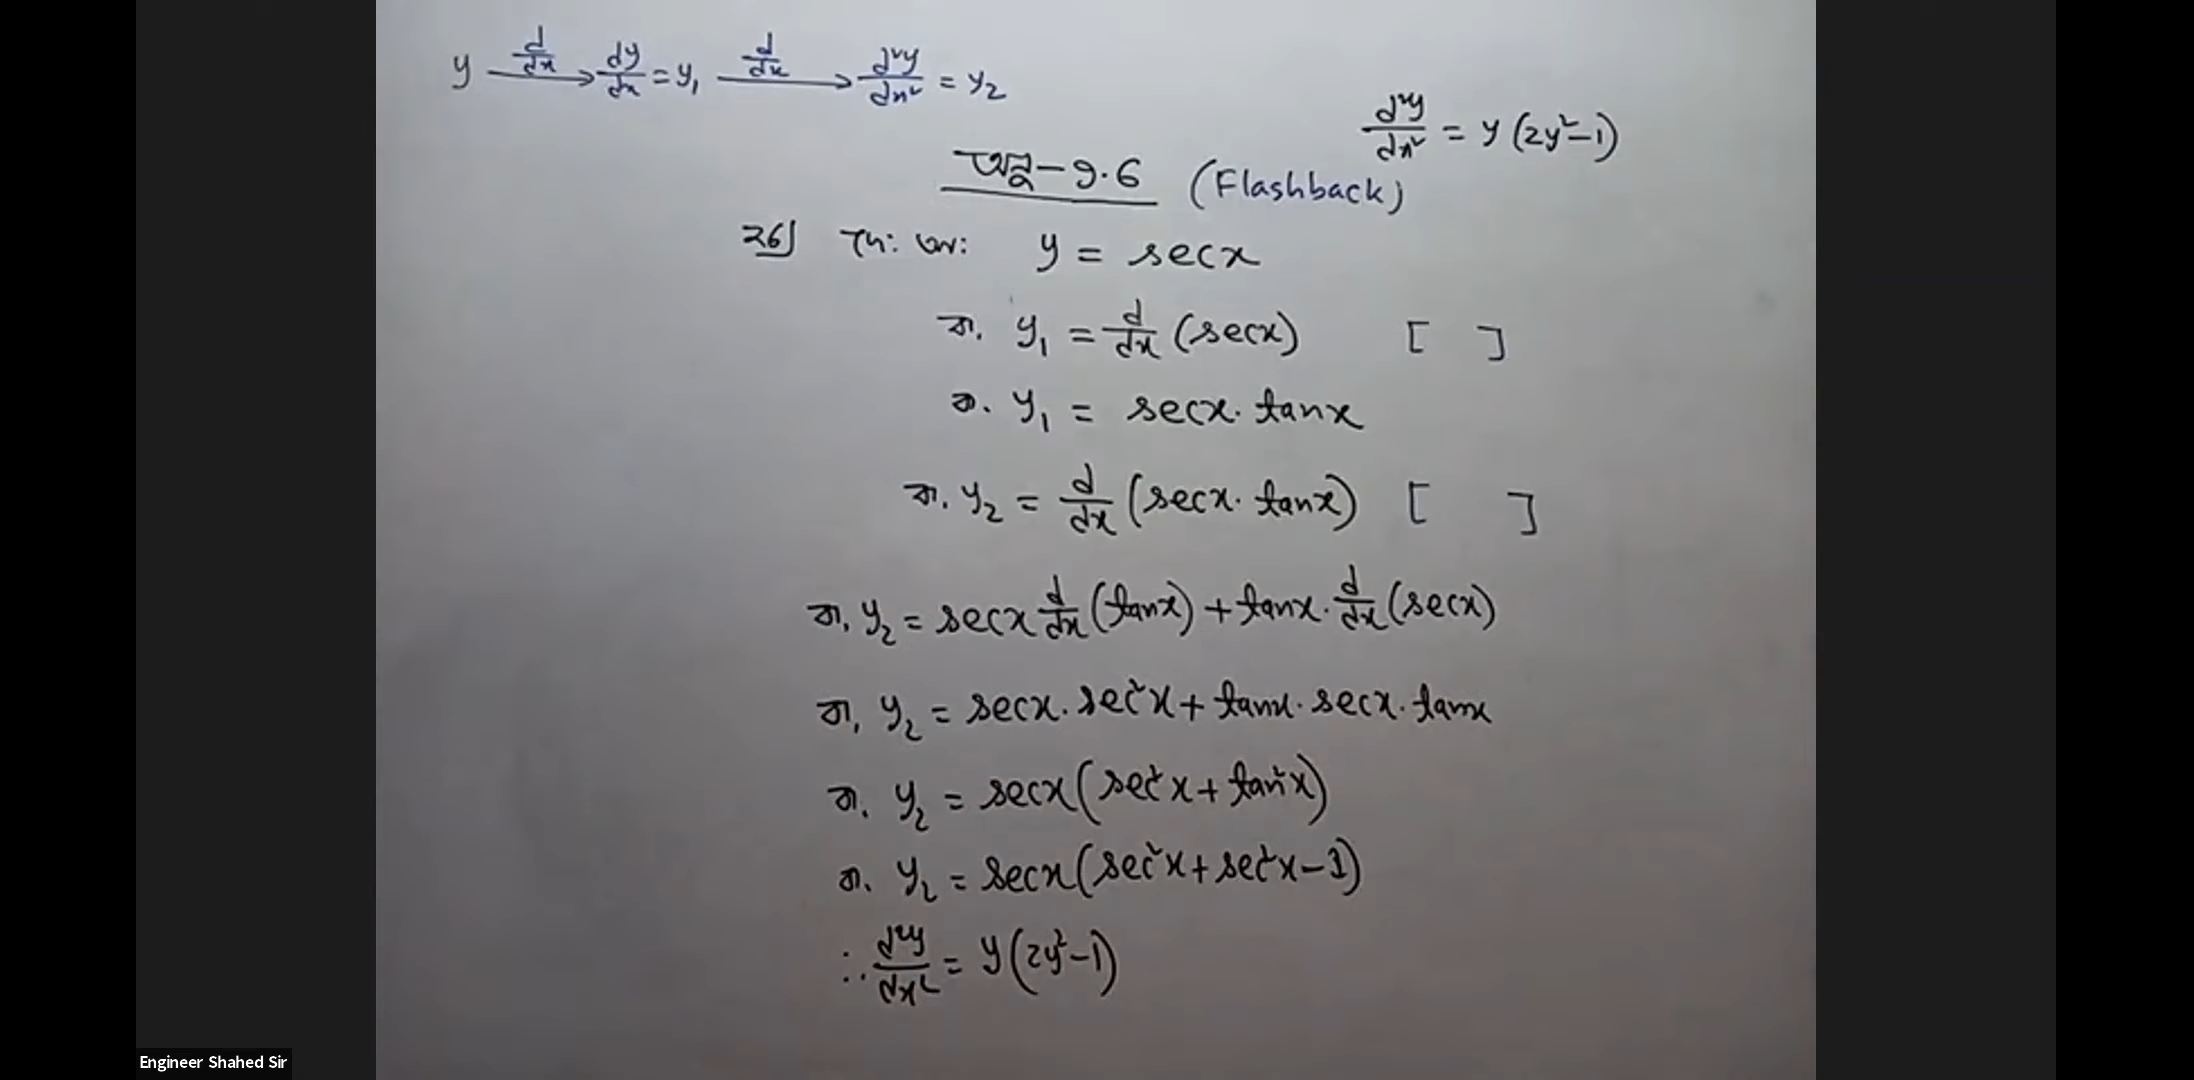 y d/dx → dy/dx = y₁ d/dx → d²y/dx² = y₂
d²y/dx² = y (2y²−1)
অনু−9.6 (Flashback)
২6) দে: আ: y = secx
বা, y₁ = d/dx (secx) [ ]
বা, y₁ = secx. tanx
বা, y₂ = d/dx (secx. tanx) [ ]
বা, y₂ = secx d/dx (tanx) + tanx. d/dx (secx)
বা, y₂ = secx. sec²x + tanx. secx. tanx
বা, y₂ = secx (sec²x + tan²x)
বা, y₂ = secx (sec²x + sec²x−1)
∴ d²y/dx² = y (2y²−1)
Engineer Shahed Sir